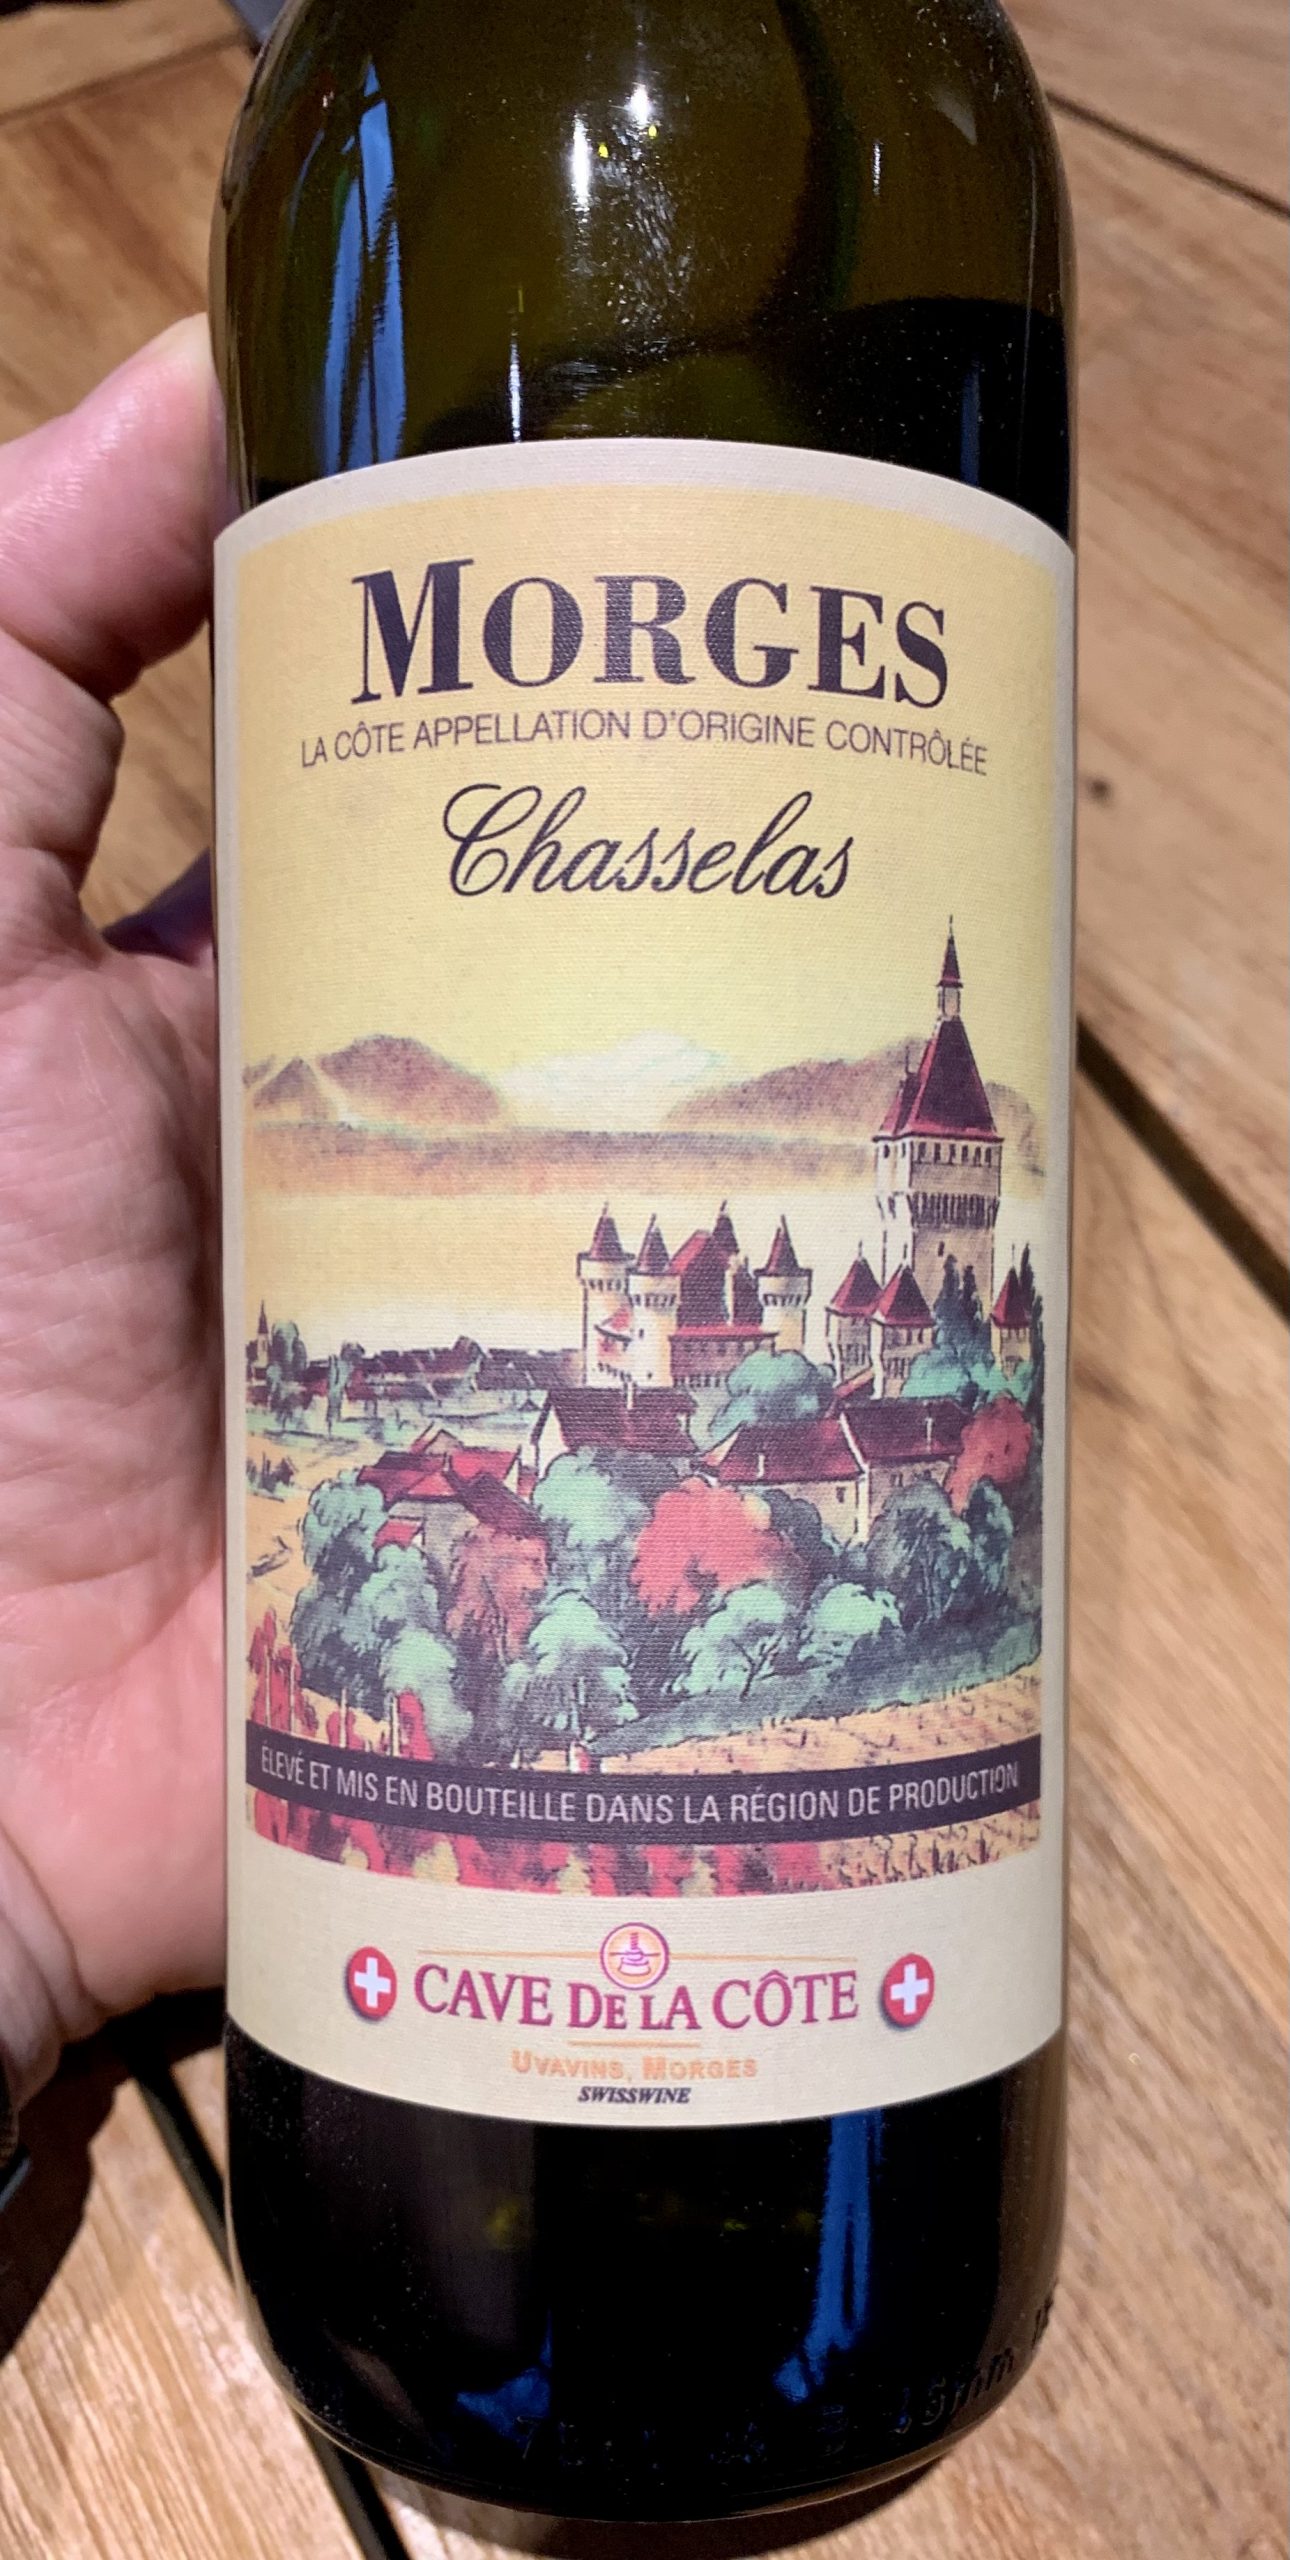 MORGES
LA CÔTE APPELLATION D'ORIGINE CONTRÔLÉE
Chasselas
ÉLEVÉ ET MIS EN BOUTEILLE DANS LA RÉGION DE PRODUCTION
CAVE DE LA CÔTE
UVAVINS, MORGES
SWISSWINE